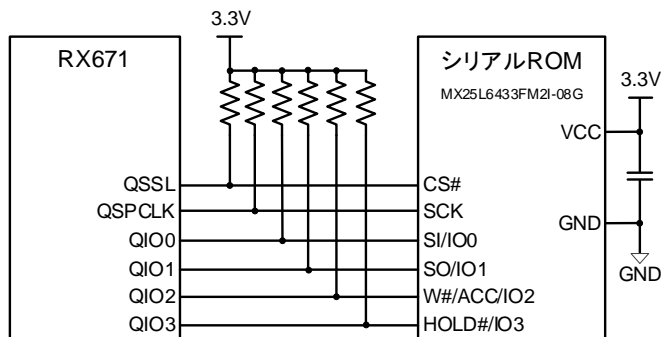 3.3V
RX671
シリアルROM
MX25L6433FM2I-08G
3.3V
VCC
QSSL
CS#
QSPCLK
SCK
GND
QIO0
SI/IO0
QIO1
SO/IO1
GND
QIO2
W#/ACC/IO2
QIO3
HOLD#/IO3